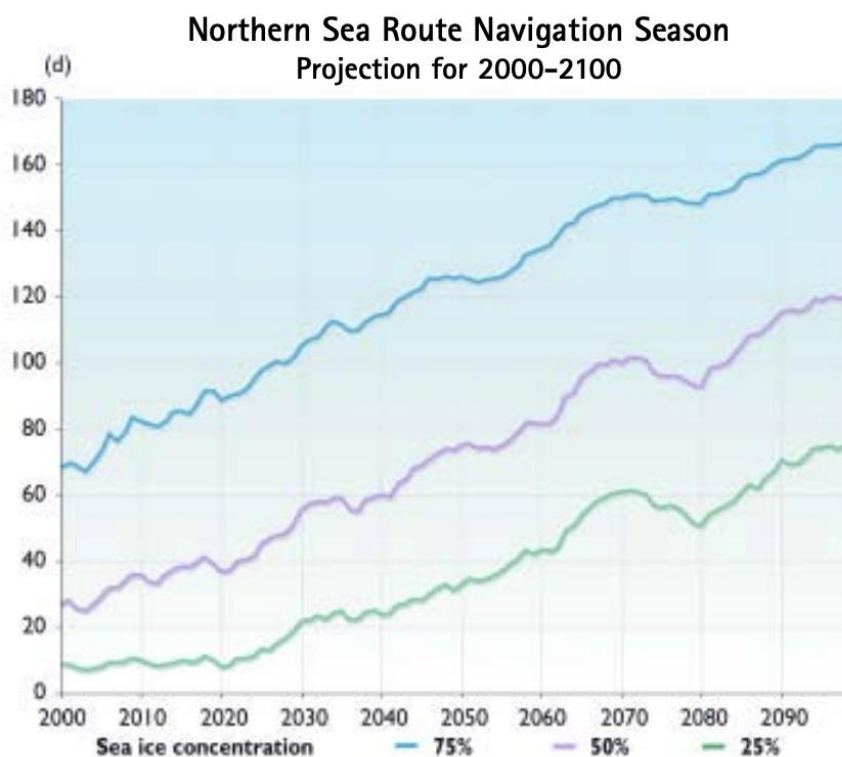 Northern Sea Route Navigation Season
Projection for 2000–2100
(d)
180
160
140
120
100
80
60
40
20
0
2000 2010 2020 2030 2040 2050 2060 2070 2080 2090
Sea ice concentration 75% 50% 25%